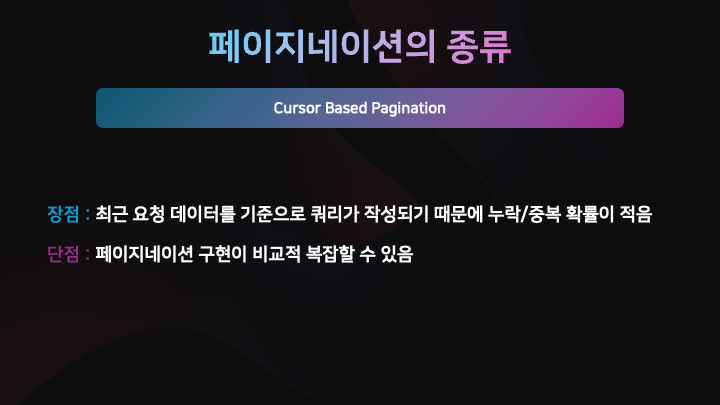 페이지네이션의 종류
Cursor Based Pagination
장점 : 최근 요청 데이터를 기준으로 쿼리가 작성되기 때문에 누락/중복 확률이 적음
단점 : 페이지네이션 구현이 비교적 복잡할 수 있음